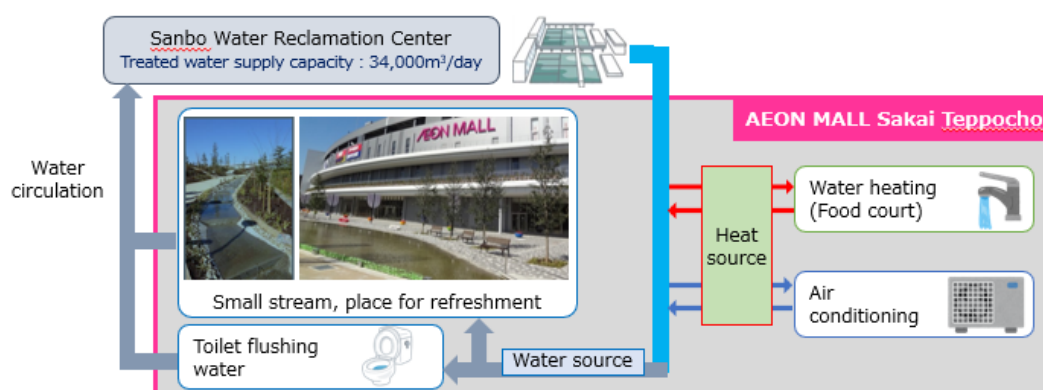 Sanbo Water Reclamation Center
Treated water supply capacity : 34,000m³/day
AEON MALL Sakai Teppocho
AEON MALL
Water
circulation
Water heating
(Food court)
Heat
source
Small stream, place for refreshment
Air
conditioning
Toilet flushing
water
Water source